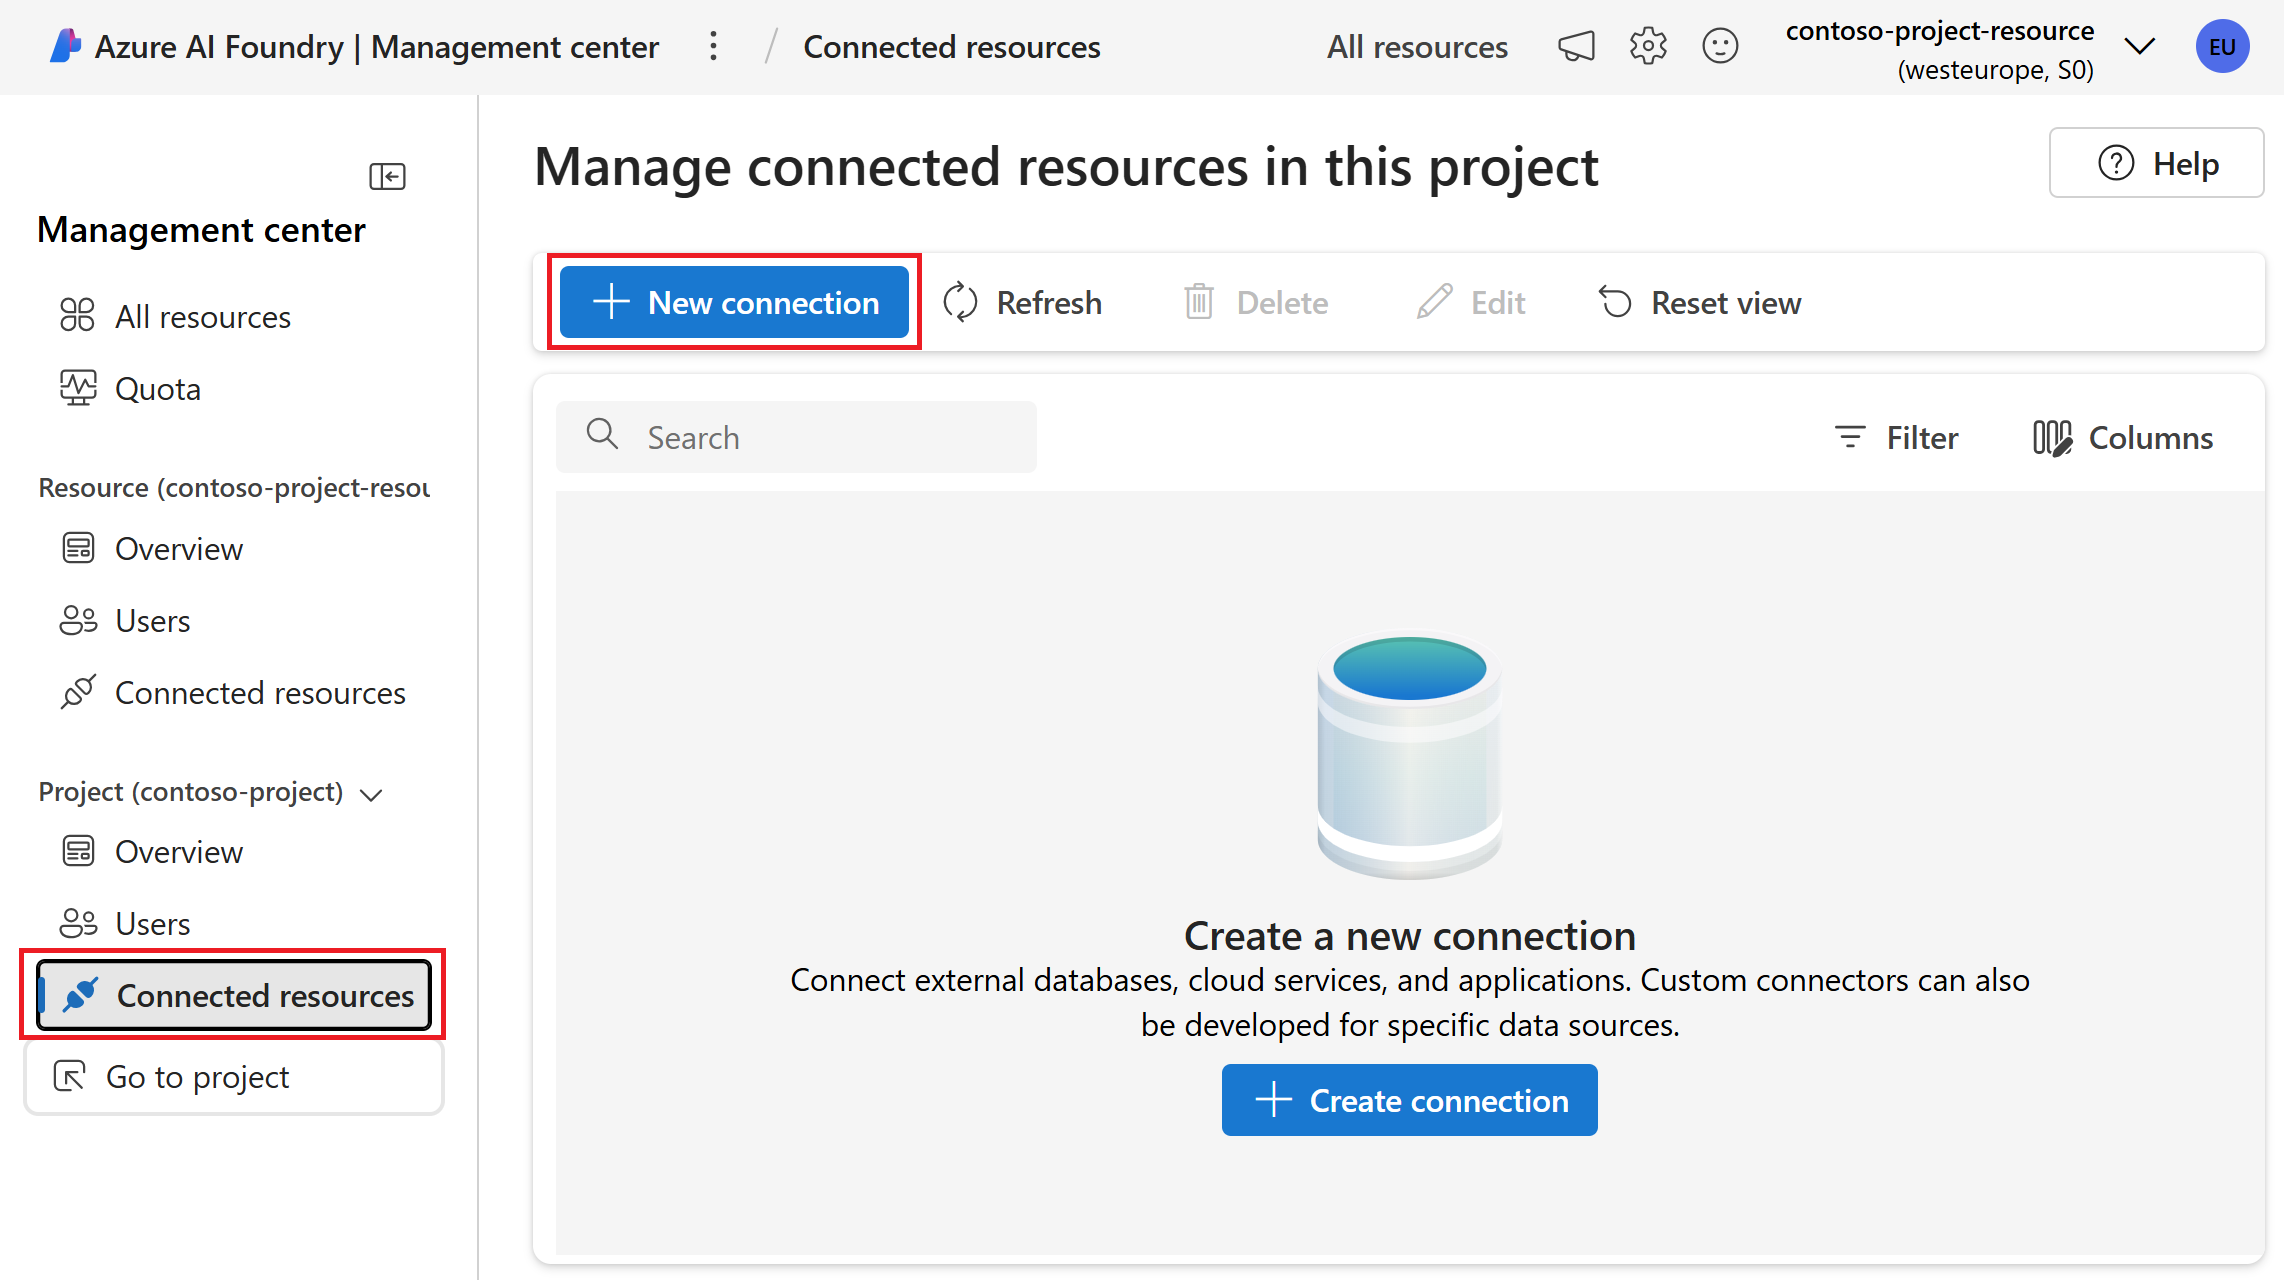 Azure AI Foundry | Management center
/ Connected resources
All resources
contoso-project-resource
(westeurope, S0)
EU
Management center
All resources
Quota
Resource (contoso-project-resou
Overview
Users
Connected resources
Project (contoso-project)
Overview
Users
Connected resources
Go to project
Manage connected resources in this project
Help
New connection
Refresh
Delete
Edit
Reset view
Search
Filter
Columns
Create a new connection
Connect external databases, cloud services, and applications. Custom connectors can also
be developed for specific data sources.
Create connection